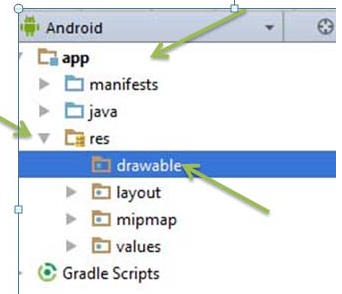 Android
app
manifests
java
res
drawable
layout
mipmap
values
Gradle Scripts